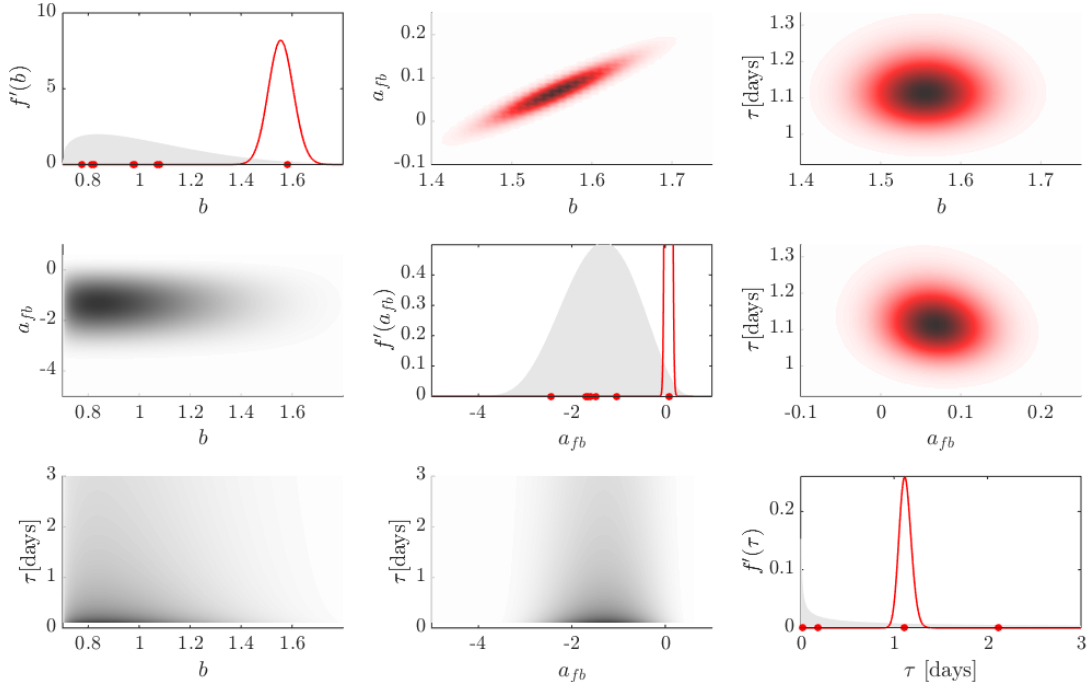 10
5
0
f′(b)
0.8 1 1.2 1.4 1.6
b
0.2
0.1
0
-0.1
a_fb
1.4 1.5 1.6 1.7
b
1.3
1.2
1.1
1
τ[days]
1.4 1.5 1.6 1.7
b
0
-2
-4
a_fb
0.8 1 1.2 1.4 1.6
b
0.4
0.3
0.2
0.1
0
f′(a_fb)
-4 -2 0
a_fb
1.3
1.2
1.1
1
τ[days]
-0.1 0 0.1 0.2
a_fb
3
2
1
0
τ[days]
0.8 1 1.2 1.4 1.6
b
3
2
1
0
τ[days]
-4 -2 0
a_fb
0.2
0.1
0
f′(τ)
0 1 2 3
τ [days]